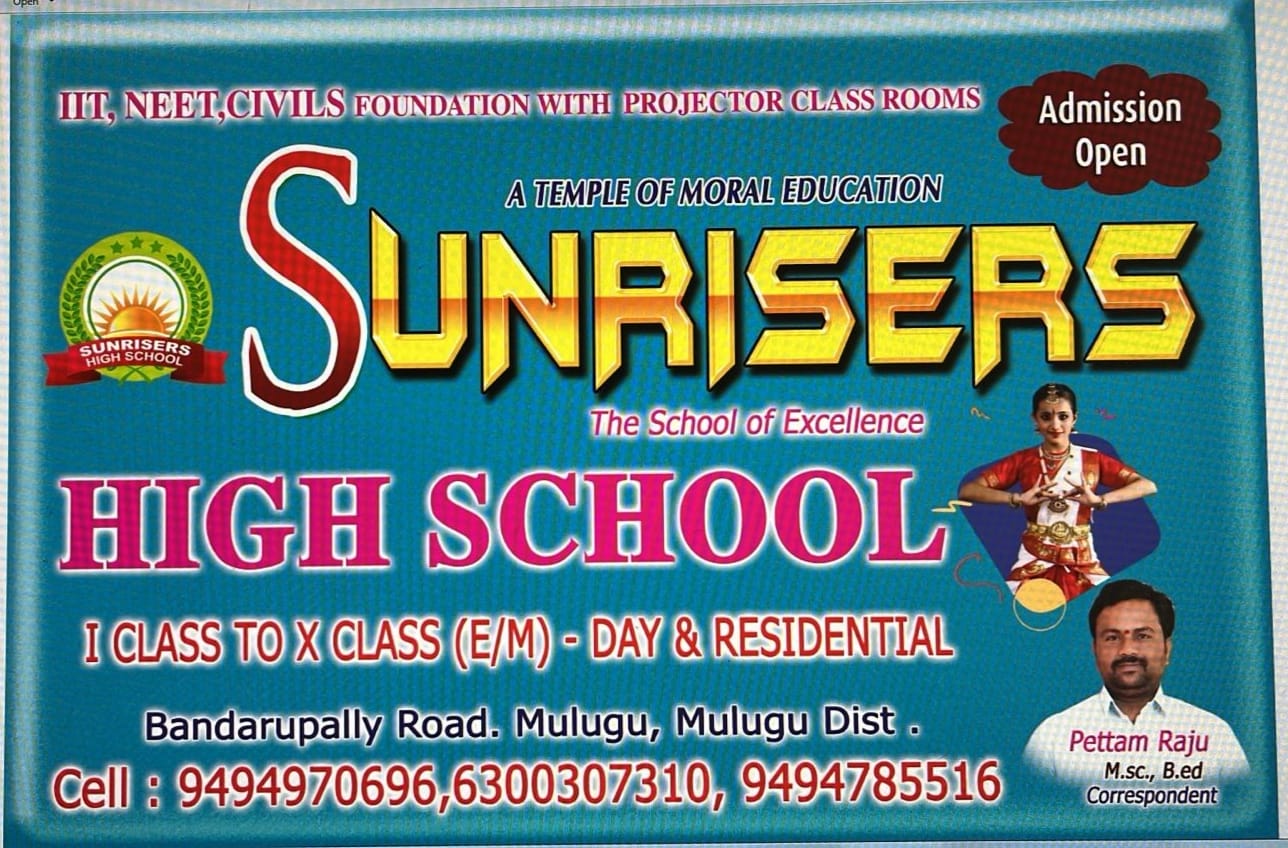 Open
IIT, NEET,CIVILS FOUNDATION WITH PROJECTOR CLASS ROOMS
Admission
Open
A TEMPLE OF MORAL EDUCATION
SUNRISERS
SUNRISERS
HIGH SCHOOL
The School of Excellence
HIGH SCHOOL
I CLASS TO X CLASS (E/M) - DAY & RESIDENTIAL
Bandarupally Road. Mulugu, Mulugu Dist .
Cell : 9494970696,6300307310, 9494785516
Pettam Raju
M.sc., B.ed
Correspondent